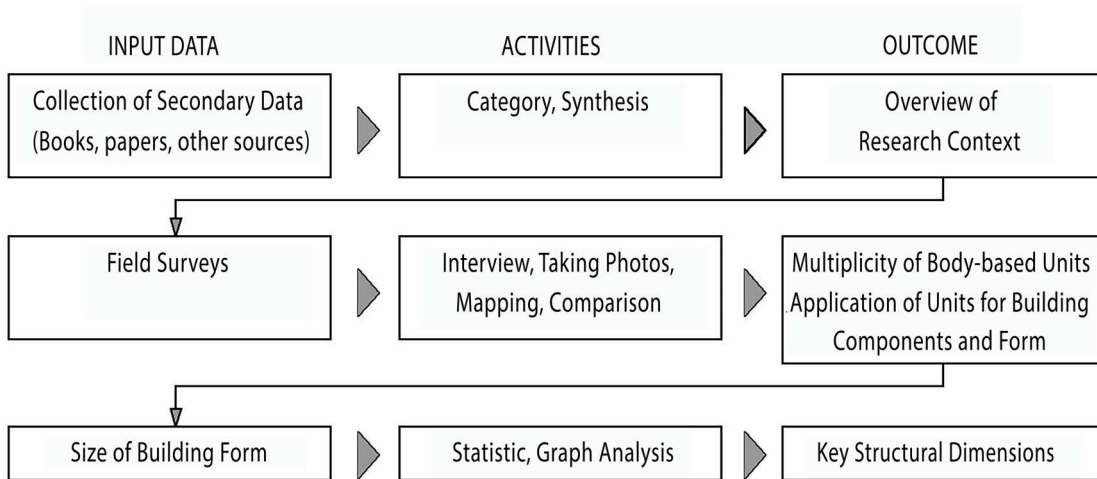 INPUT DATA
ACTIVITIES
OUTCOME
Collection of Secondary Data
(Books, papers, other sources)
Category, Synthesis
Overview of
Research Context
Field Surveys
Interview, Taking Photos,
Mapping, Comparison
Multiplicity of Body-based Units
Application of Units for Building
Components and Form
Size of Building Form
Statistic, Graph Analysis
Key Structural Dimensions